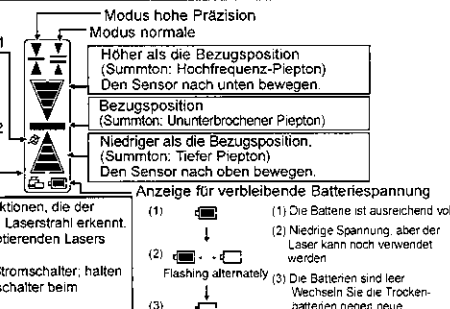 Modus hohe Präzision
Modus normale
1
Höher als die Bezugsposition
(Summton: Hochfrequenz-Piepton)
Den Sensor nach unten bewegen.
Bezugsposition
(Summton: Ununterbrochener Piepton)
2
Niedriger als die Bezugsposition.
(Summton: Tiefer Piepton)
Den Sensor nach oben bewegen.
Anzeige für verbleibende Batteriespannung
ktionen, die der
Laserstrahl erkennt.
otierenden Lasers
Stromschalter; halten
schalter beim
(1)
(1) Die Batterie ist ausreichend vol
(2)
(2) Niedrige Spannung, aber der
Laser kann noch verwendet
werden
Flashing alternately
(3)
(3) Die Batterien sind leer
Wechseln Sie die Trocken-
batterien gegen neue